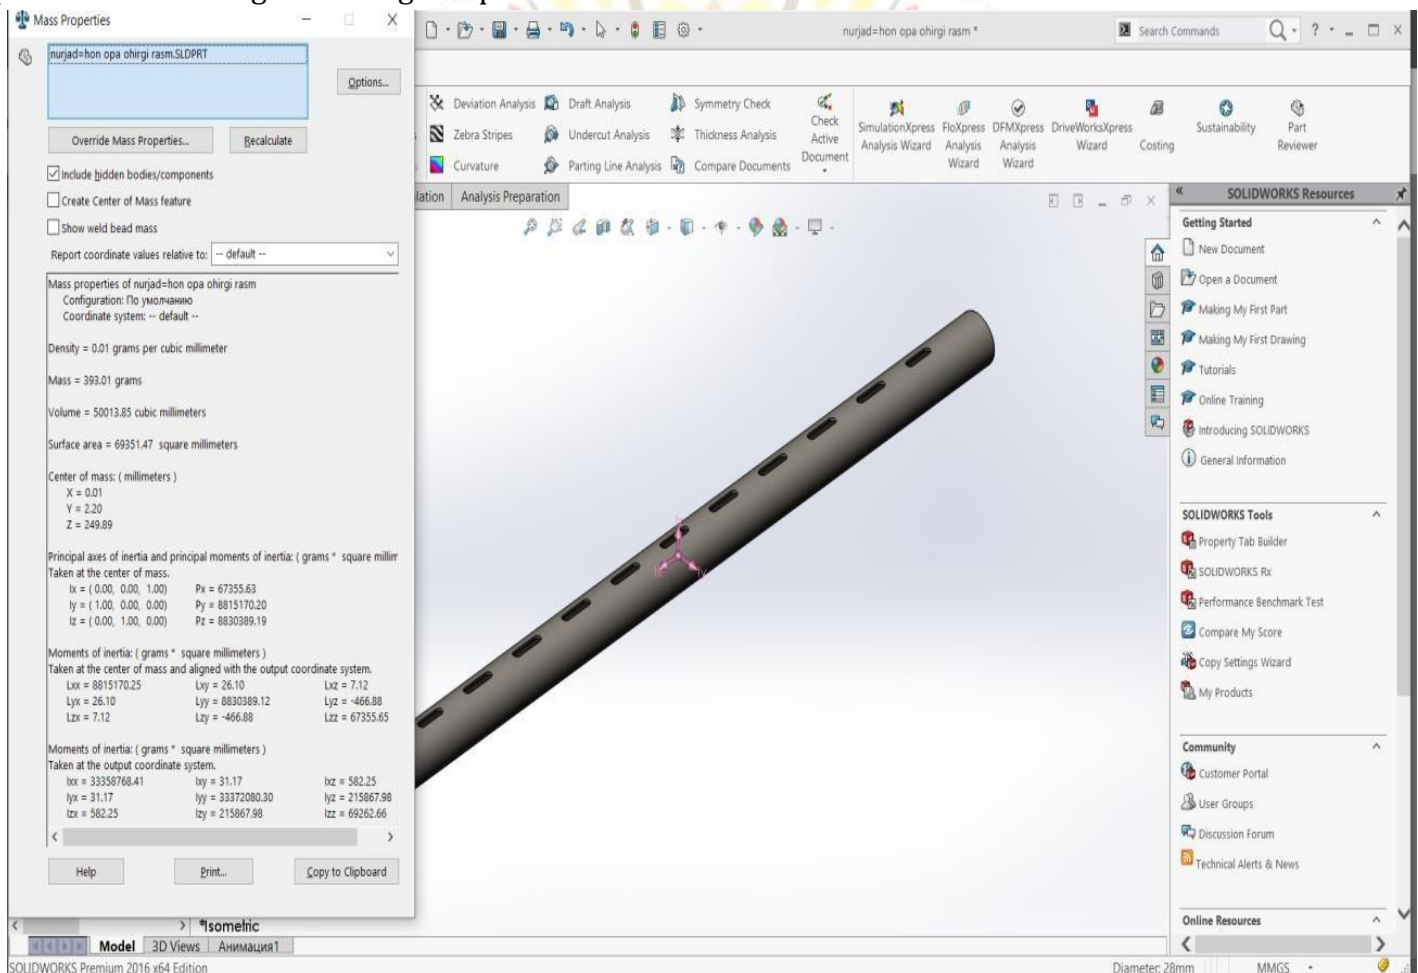 Mass Properties
nurjad=hon opa ohirgi rasm *
Search Commands
nurjad=hon opa ohirgi rasm.SLDPRT
Options...
Override Mass Properties...
Recalculate
Include hidden bodies/components
Create Center of Mass feature
Show weld bead mass
Report coordinate values relative to: -- default --
Mass properties of nurjad=hon opa ohirgi rasm
Configuration: По умолчанию
Coordinate system: -- default --
Density = 0.01 grams per cubic millimeter
Mass = 393.01 grams
Volume = 50013.85 cubic millimeters
Surface area = 69351.47 square millimeters
Center of mass: ( millimeters )
X = 0.01
Y = 2.20
Z = 249.89
Principal axes of inertia and principal moments of inertia: ( grams * square millim
Taken at the center of mass.
Ix = ( 0.00, 0.00, 1.00) Px = 67355.63
Iy = ( 1.00, 0.00, 0.00) Py = 8815170.20
Iz = ( 0.00, 1.00, 0.00) Pz = 8830389.19
Moments of inertia: ( grams * square millimeters )
Taken at the center of mass and aligned with the output coordinate system.
Lxx = 8815170.25 Lxy = 26.10 Lxz = 7.12
Lyx = 26.10 Lyy = 8830389.12 Lyz = -466.88
Lzx = 7.12 Lzy = -466.88 Lzz = 67355.65
Moments of inertia: ( grams * square millimeters )
Taken at the output coordinate system.
Ixx = 33358768.41 Ixy = 31.17 Ixz = 582.25
Iyx = 31.17 Iyy = 33372080.30 Iyz = 215867.98
Izx = 582.25 Izy = 215867.98 Izz = 69262.66
Help
Print...
Copy to Clipboard
Deviation Analysis
Draft Analysis
Symmetry Check
Zebra Stripes
Undercut Analysis
Thickness Analysis
Curvature
Parting Line Analysis
Compare Documents
Check
Active
Document
SimulationXpress
Analysis Wizard
FloXpress
Analysis
Wizard
DFMXpress
Analysis
Wizard
DriveWorksXpress
Wizard
Costing
Sustainability
Part
Reviewer
lation
Analysis Preparation
SOLIDWORKS Resources
Getting Started
New Document
Open a Document
Making My First Part
Making My First Drawing
Tutorials
Online Training
Introducing SOLIDWORKS
General Information
SOLIDWORKS Tools
Property Tab Builder
SOLIDWORKS Rx
Performance Benchmark Test
Compare My Score
Copy Settings Wizard
My Products
Community
Customer Portal
User Groups
Discussion Forum
Technical Alerts & News
Online Resources
*Isometric
Model
3D Views
Анимация1
SOLIDWORKS Premium 2016 x64 Edition
Diameter: 28mm
MMGS